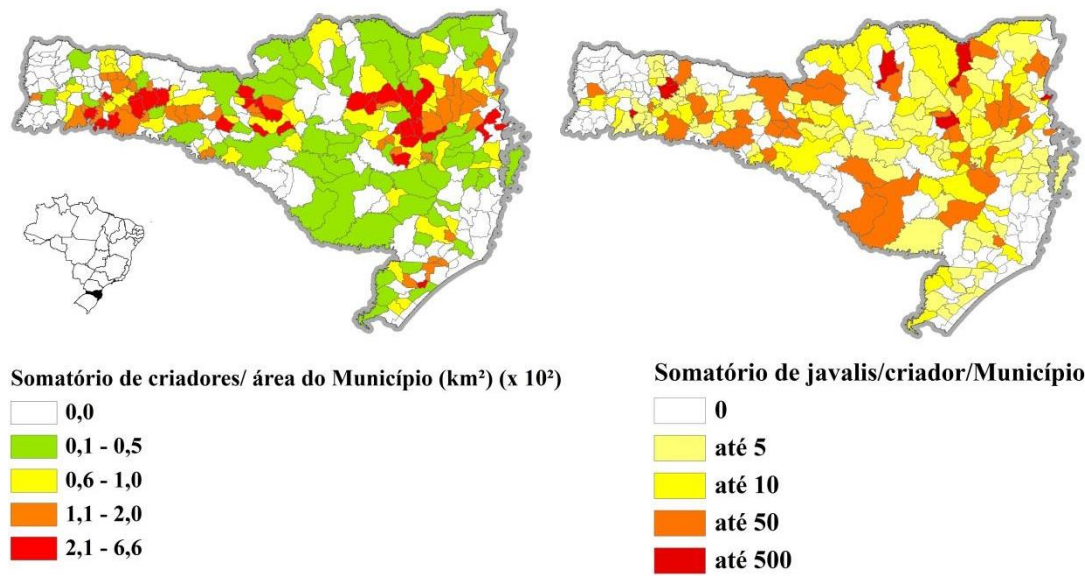 Somatório de criadores/ área do Município (km²) (x 10²)
0,0
0,1 - 0,5
0,6 - 1,0
1,1 - 2,0
2,1 - 6,6
Somatório de javalis/criador/Município
0
até 5
até 10
até 50
até 500